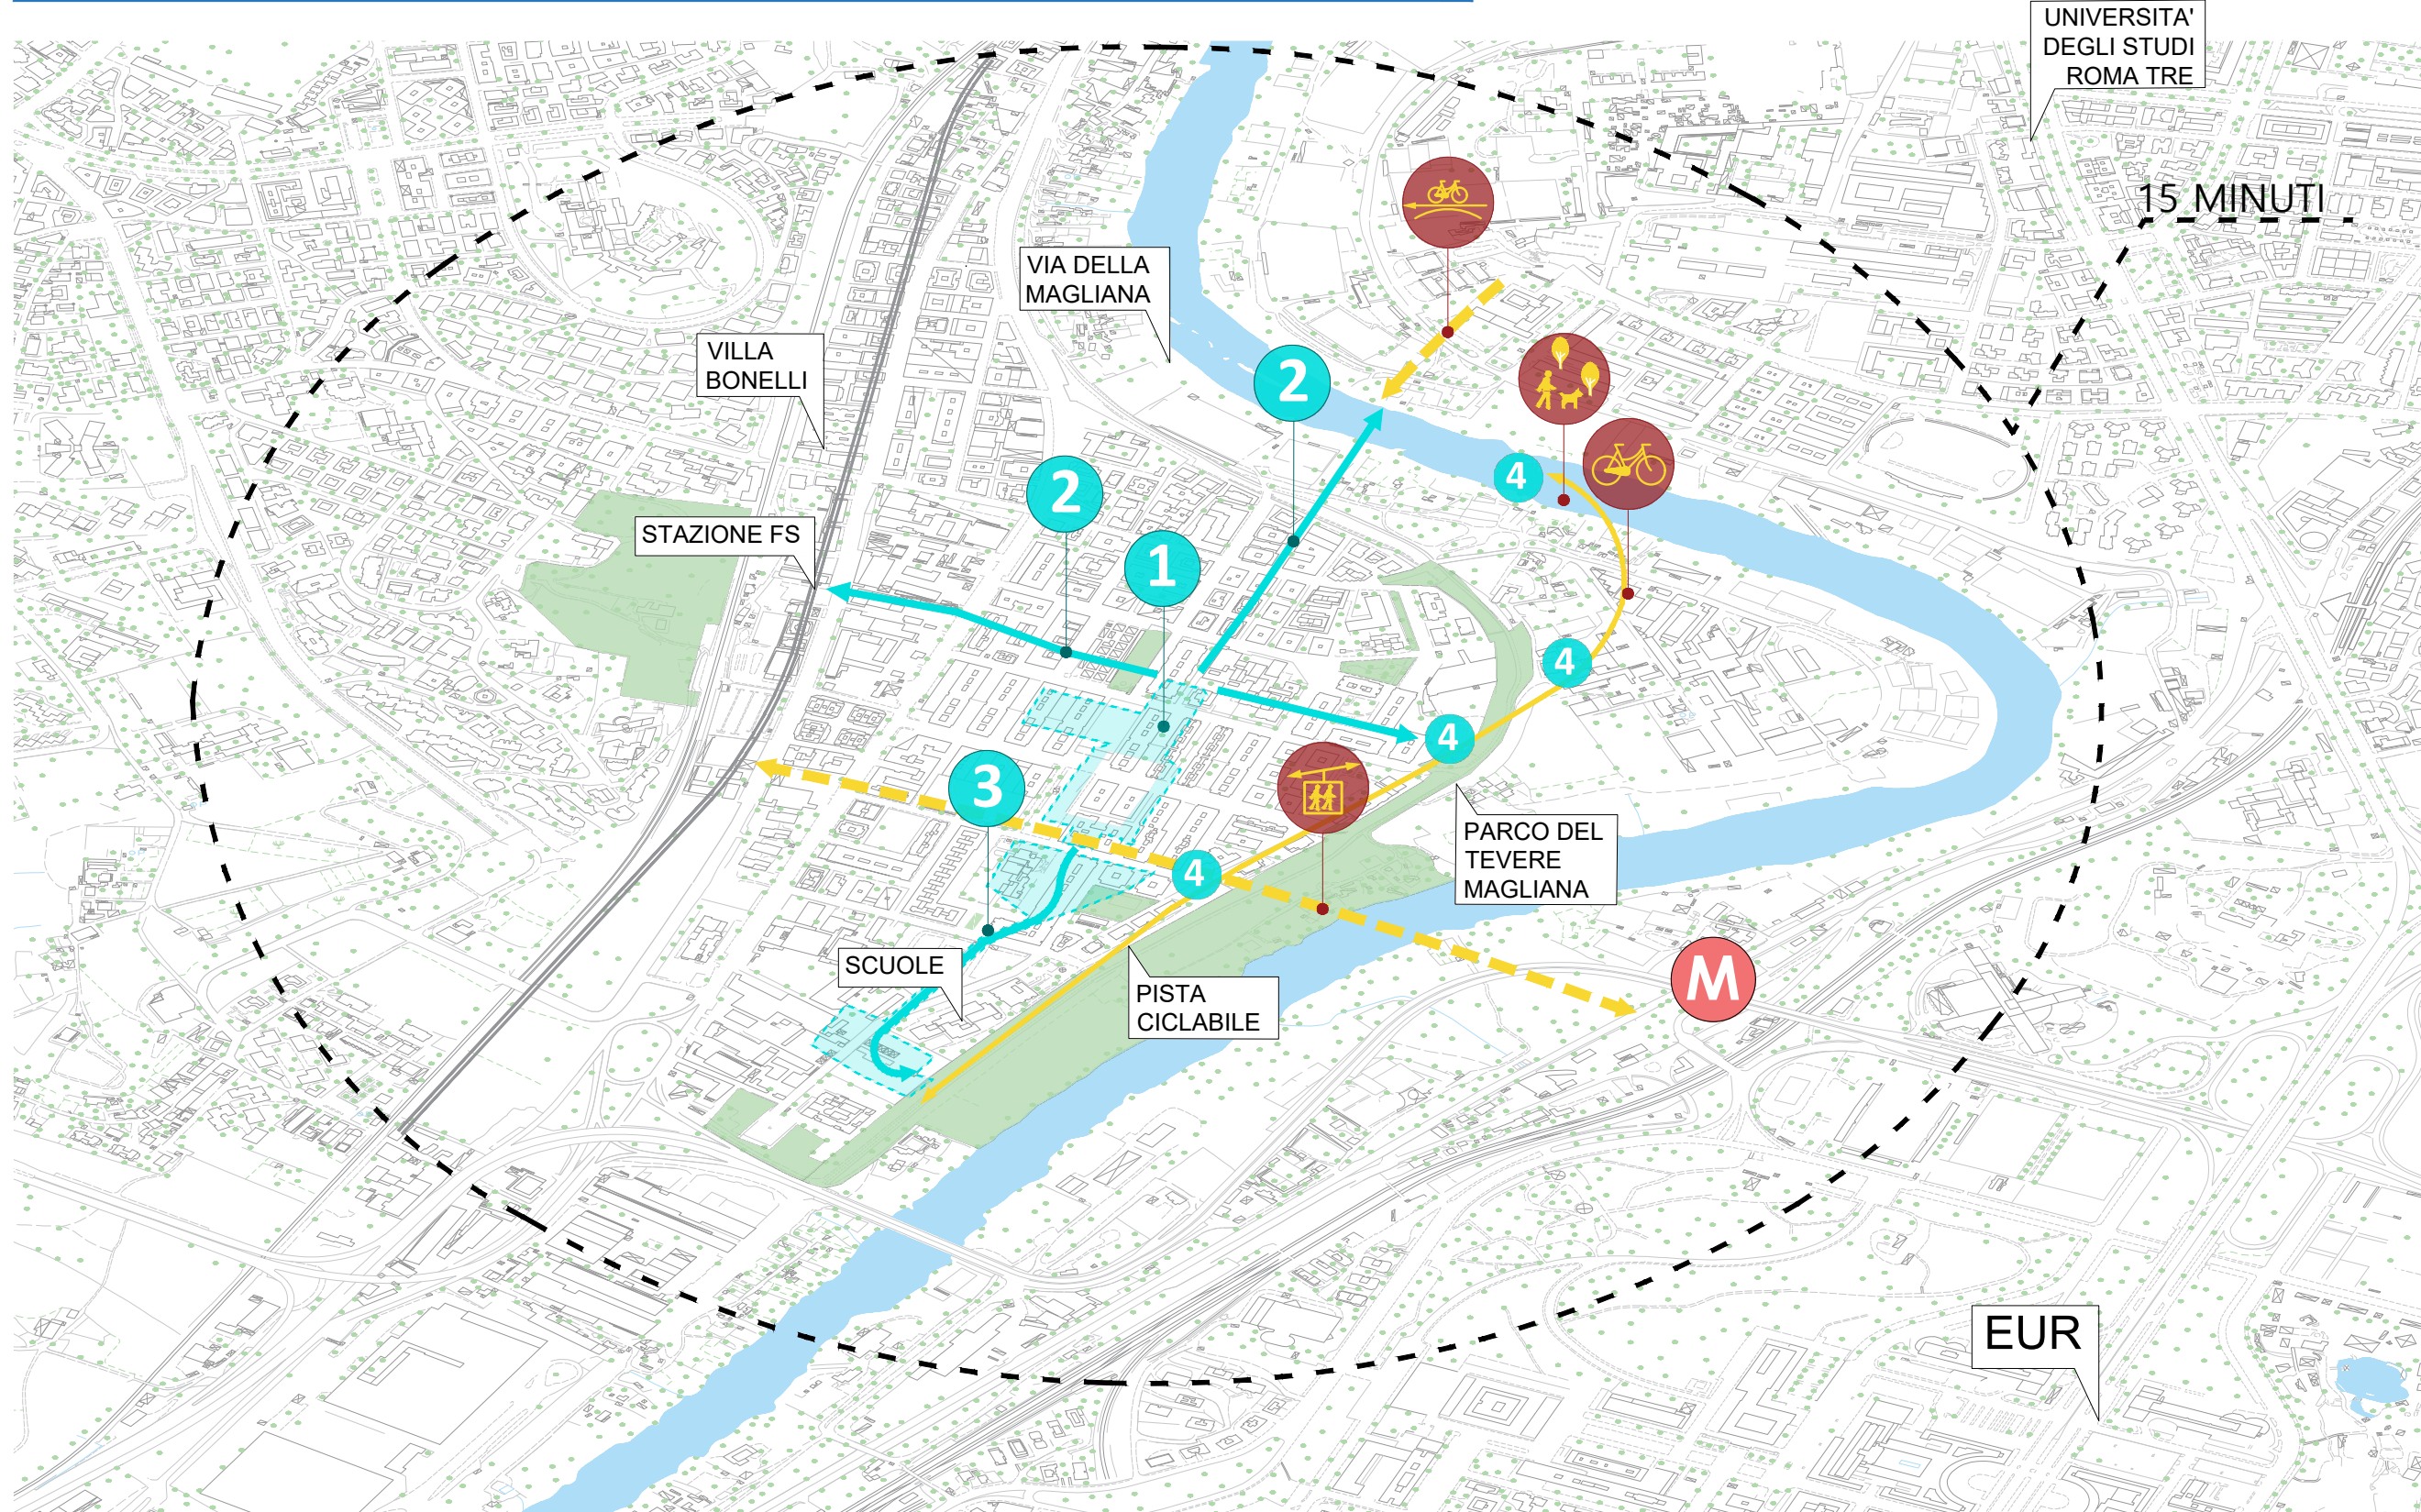 UNIVERSITA'
DEGLI STUDI
ROMA TRE
15 MINUTI
VIA DELLA
MAGLIANA
VILLA
BONELLI
2
2
4
STAZIONE FS
1
4
4
3
PARCO DEL
TEVERE
MAGLIANA
4
SCUOLE
M
PISTA
CICLABILE
EUR